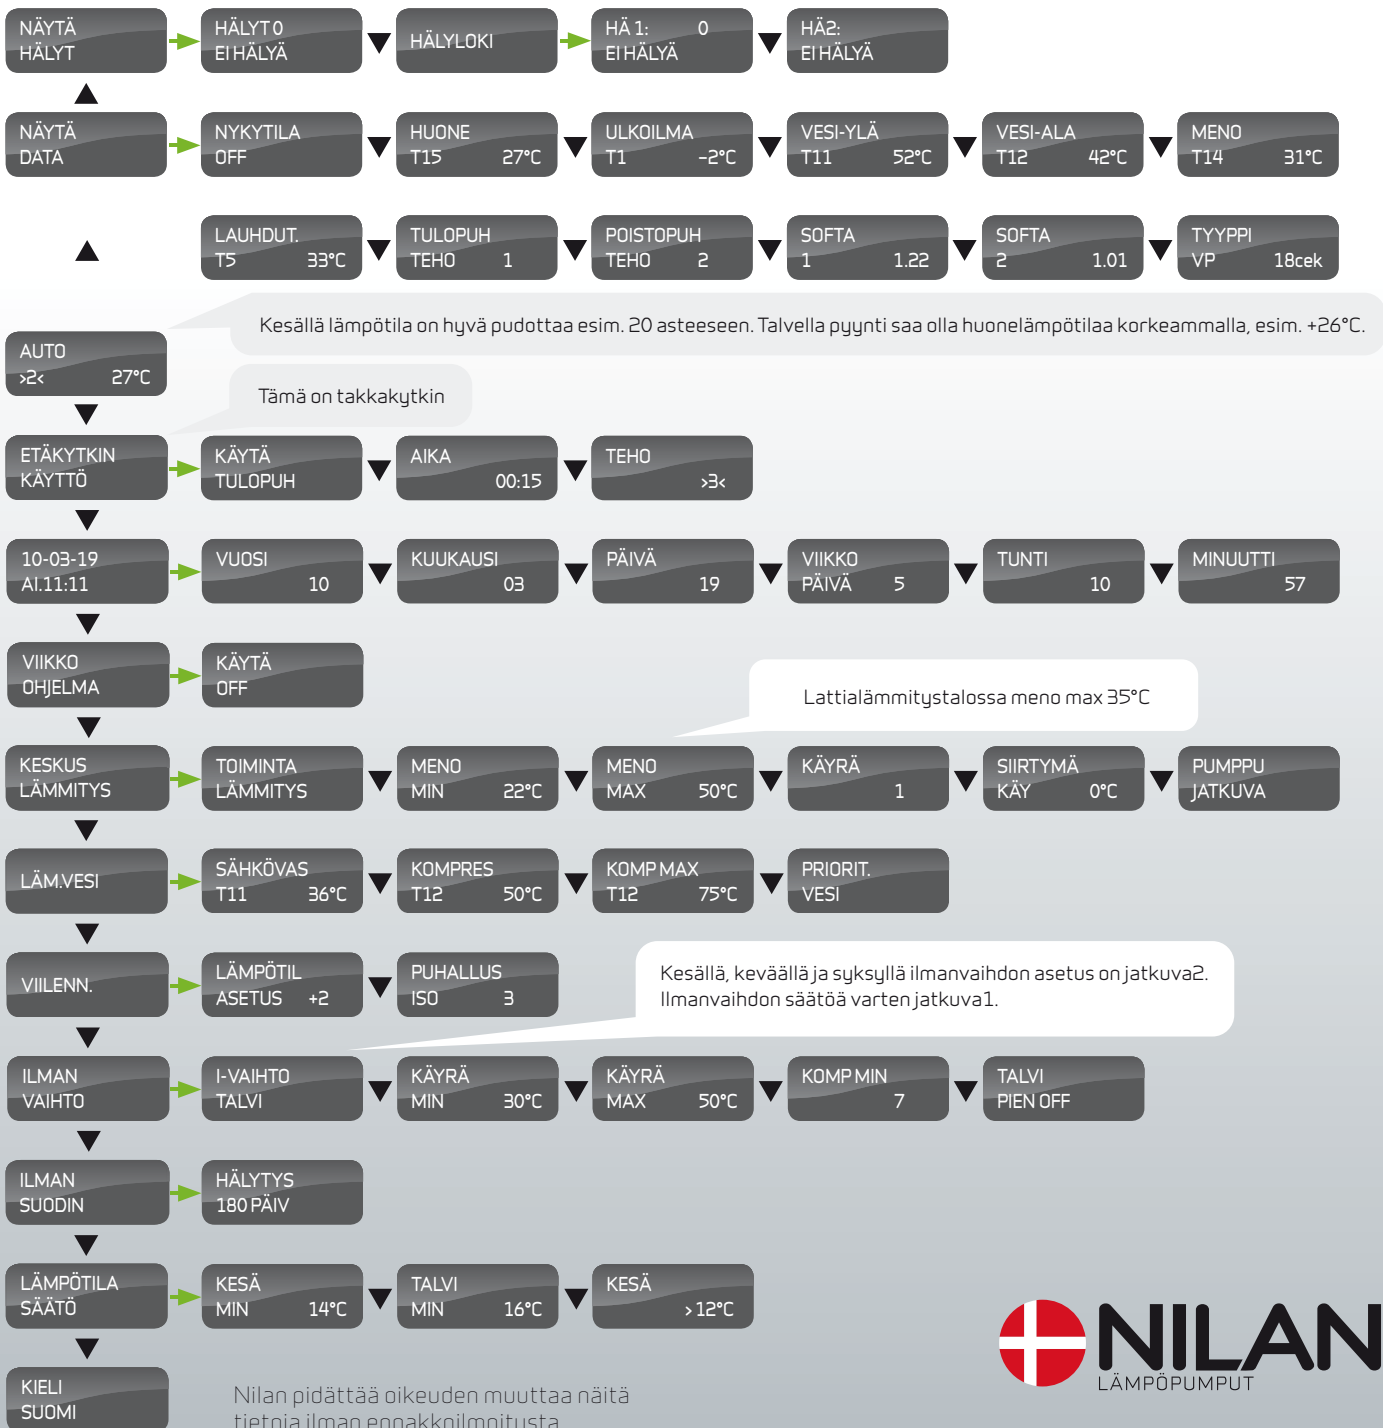 NÄYTÄ
HÄLYT
HÄLYT 0
EI HÄLYÄ
HÄLYLOKI
HÄ 1: 0
EI HÄLYÄ
HÄ2:
EI HÄLYÄ
NÄYTÄ
DATA
NYKYTILA
OFF
HUONE
T15 27°C
ULKOILMA
T1 –2°C
VESI-YLÄ
T11 52°C
VESI-ALA
T12 42°C
MENO
T14 31°C
LAUHDUT.
T5 33°C
TULOPUH
TEHO 1
POISTOPUH
TEHO 2
SOFTA
1 1.22
SOFTA
2 1.01
TYYPPI
VP 18cek
Kesällä lämpötila on hyvä pudottaa esim. 20 asteeseen. Talvella pyynti saa olla huonelämpötilaa korkeammalla, esim. +26°C.
AUTO
>2< 27°C
Tämä on takkakytkin
ETÄKYTKIN
KÄYTTÖ
KÄYTÄ
TULOPUH
AIKA
00:15
TEHO
>3<
10-03-19
AI.11:11
VUOSI
10
KUUKAUSI
03
PÄIVÄ
19
VIIKKO
PÄIVÄ 5
TUNTI
10
MINUUTTI
57
VIIKKO
OHJELMA
KÄYTÄ
OFF
Lattialämmitystalossa meno max 35°C
KESKUS
LÄMMITYS
TOIMINTA
LÄMMITYS
MENO
MIN 22°C
MENO
MAX 50°C
KÄYRÄ
1
SIIRTYMÄ
KÄY 0°C
PUMPPU
JATKUVA
LÄM.VESI
SÄHKÖVAS
T11 36°C
KOMPRES
T12 50°C
KOMP MAX
T12 75°C
PRIORIT.
VESI
VIILENN.
LÄMPÖTIL
ASETUS +2
PUHALLUS
ISO 3
Kesällä, keväällä ja syksyllä ilmanvaihdon asetus on jatkuva2.
Ilmanvaihdon säätöä varten jatkuva1.
ILMAN
VAIHTO
I-VAIHTO
TALVI
KÄYRÄ
MIN 30°C
KÄYRÄ
MAX 50°C
KOMP MIN
7
TALVI
PIEN OFF
ILMAN
SUODIN
HÄLYTYS
180 PÄIV
LÄMPÖTILA
SÄÄTÖ
KESÄ
MIN 14°C
TALVI
MIN 16°C
KESÄ
> 12°C
KIELI
SUOMI
Nilan pidättää oikeuden muuttaa näitä
tietoja ilman ennakkoilmoitusta
NILAN
LÄMPÖPUMPUT